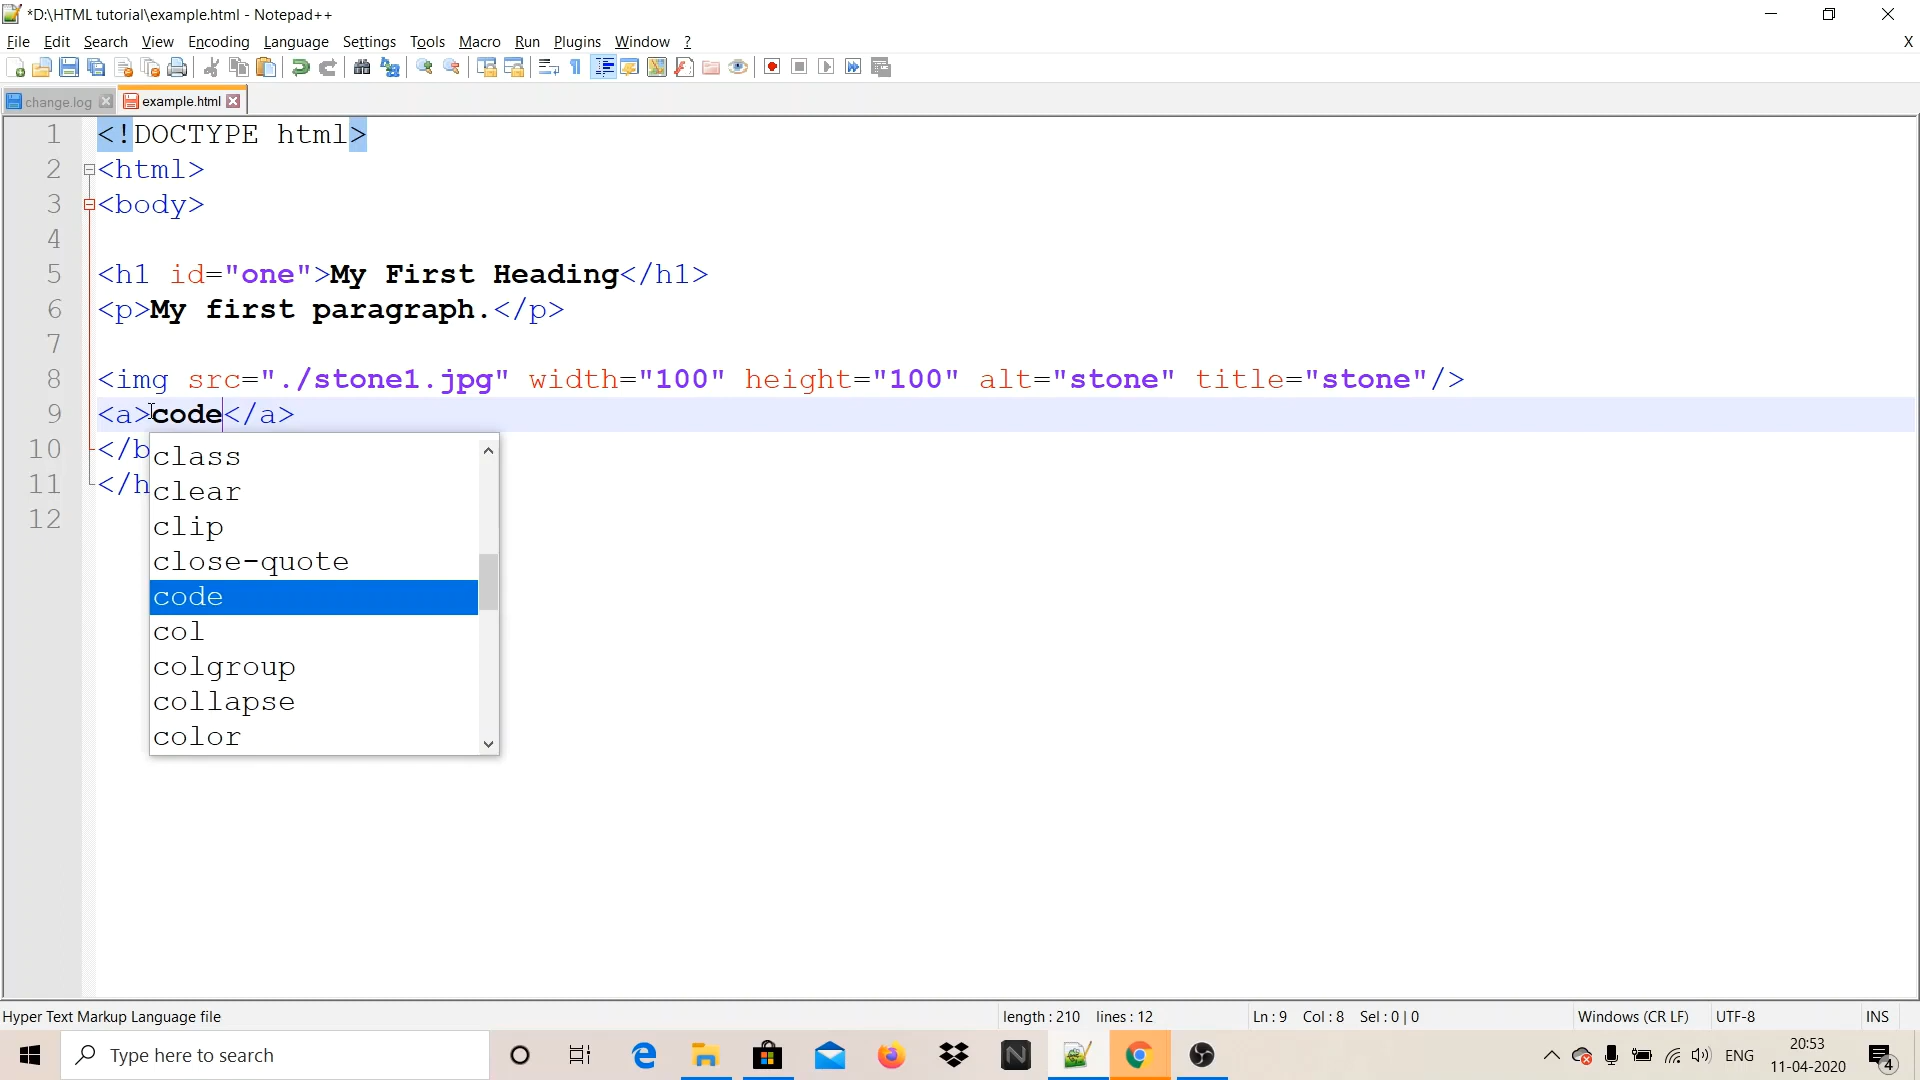 *D:\HTML tutorial\example.html - Notepad++
File Edit Search View Encoding Language Settings Tools Macro Run Plugins Window ? X
change.log example.html
1 <!DOCTYPE html>
2 <html>
3 <body>
4
5 <h1 id="one">My First Heading</h1>
6 <p>My first paragraph.</p>
7
8 <img src="./stone1.jpg" width="100" height="100" alt="stone" title="stone"/>
9 <a>code</a>
10 </b
11 </h
12
class
clear
clip
close-quote
code
col
colgroup
collapse
color
Hyper Text Markup Language file length : 210 lines : 12 Ln : 9 Col : 8 Sel : 0 | 0 Windows (CR LF) UTF-8 INS
Type here to search ENG 20:53
11-04-2020 4